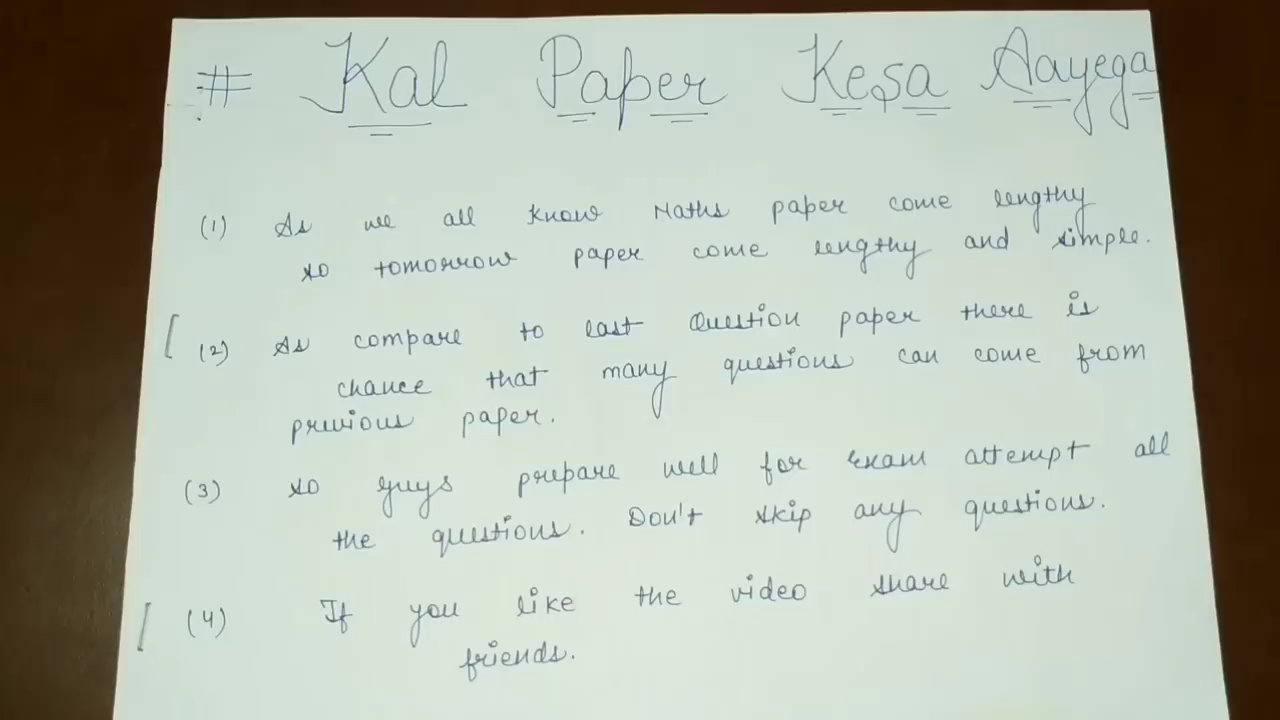 # Kal Paper Kesa Aayega
(1) As we all know Maths paper come lengthy
so tomorrow paper come lengthy and simple.
(2) As compare to last Question paper there is
chance that many questions can come from
previous paper.
(3) so guys prepare well for exam attempt all
the questions. Don't skip any questions.
(4) If you like the video share with
friends.